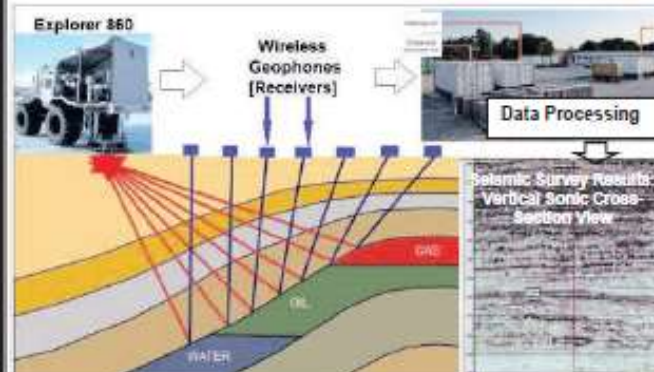 Explorer 860
Wireless
Geophones
[Receivers]
Data Processing
Seismic Survey Results
Vertical Sonic Cross-
Section View
GAS
OIL
WATER